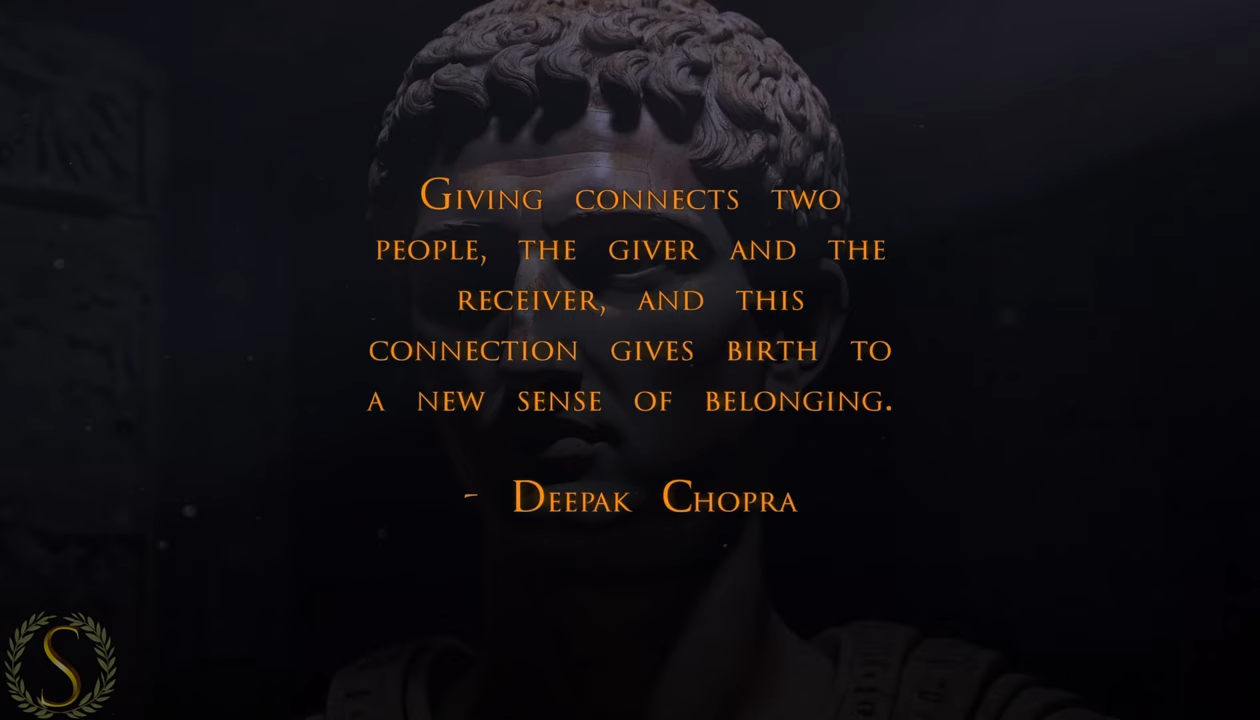 Giving connects two
people, the giver and the
receiver, and this
connection gives birth to
a new sense of belonging.
- Deepak Chopra
S